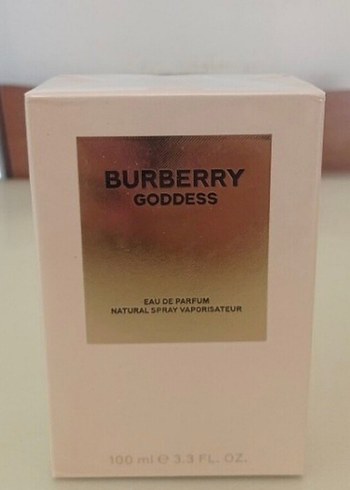 BURBERRY
GODDESS
EAU DE PARFUM
NATURAL SPRAY VAPORISATEUR
100 ml ℮ 3.3 FL. OZ.